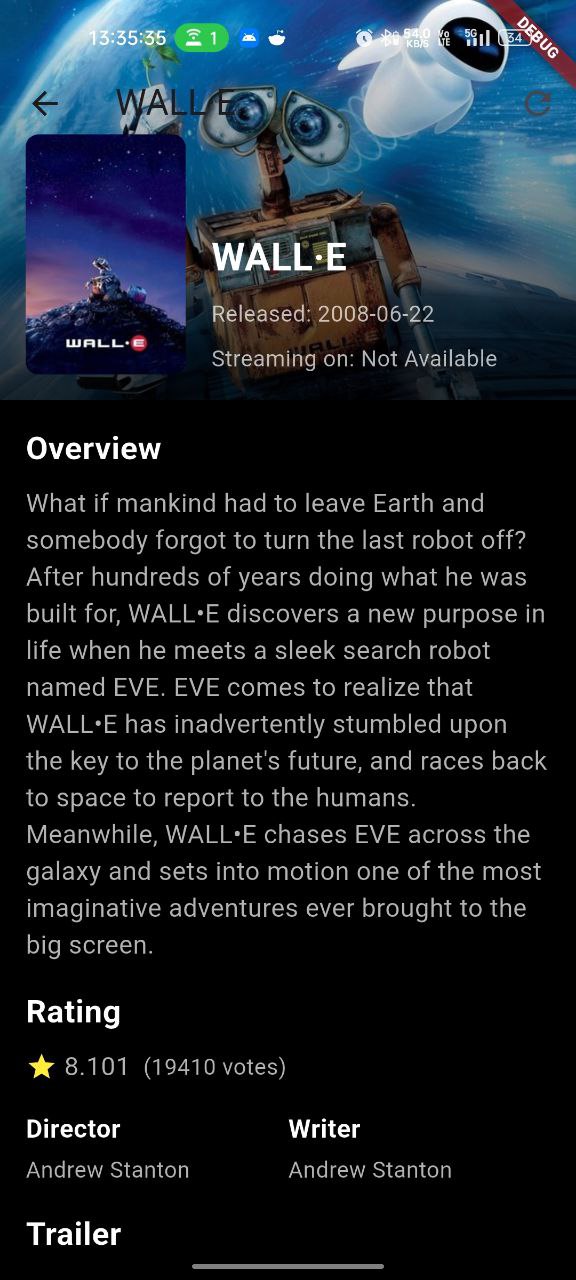 13:35:35
1
54.0
KB/S
Vo
LTE
5G
34
DEBUG
WALL·E
WALL·E
WALL·E
Released: 2008-06-22
WALL·E
Streaming on: Not Available
Overview
What if mankind had to leave Earth and
somebody forgot to turn the last robot off?
After hundreds of years doing what he was
built for, WALL•E discovers a new purpose in
life when he meets a sleek search robot
named EVE. EVE comes to realize that
WALL•E has inadvertently stumbled upon
the key to the planet's future, and races back
to space to report to the humans.
Meanwhile, WALL•E chases EVE across the
galaxy and sets into motion one of the most
imaginative adventures ever brought to the
big screen.
Rating
8.101 (19410 votes)
Director
Writer
Andrew Stanton
Andrew Stanton
Trailer